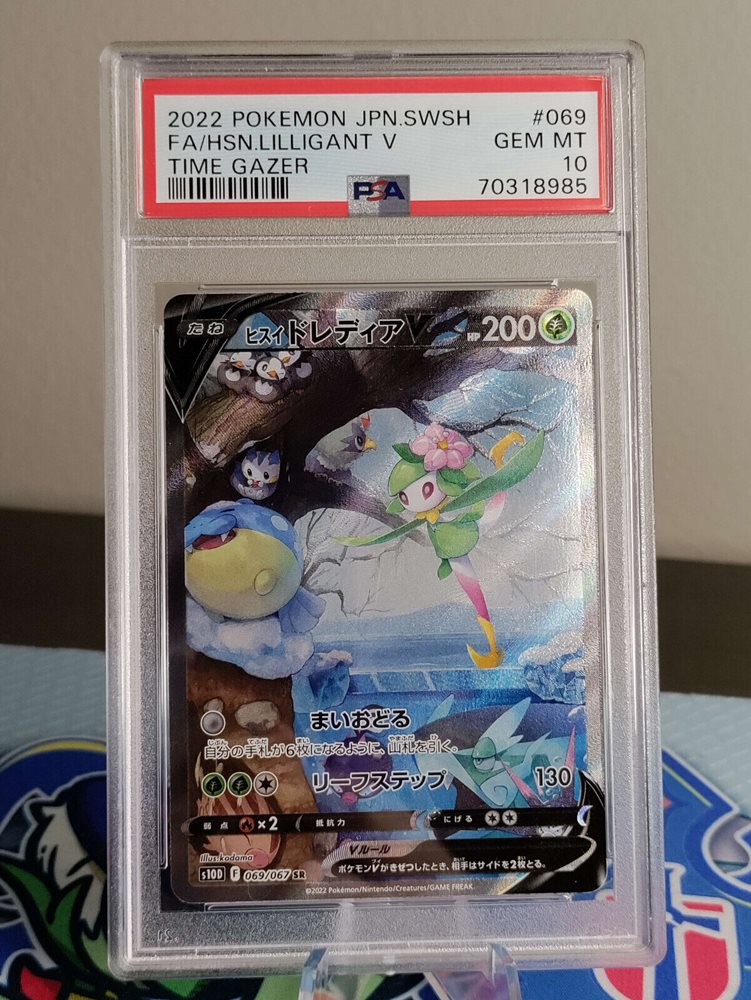 2022 POKEMON JPN.SWSH #069
FA/HSN.LILLIGANT V GEM MT
TIME GAZER 10
PSA 70318985
たね ヒスイドレディアV HP200
まいおどる
自分の手札が6枚になるように、山札を引く。
リーフステップ 130
弱点 ×2 抵抗力 にげる
Vルール
ポケモンVがきぜつしたとき、相手はサイドを2枚とる。
Illus.kodama
s10D F 069/067 SR
©2022 Pokémon/Nintendo/Creatures/GAME FREAK.